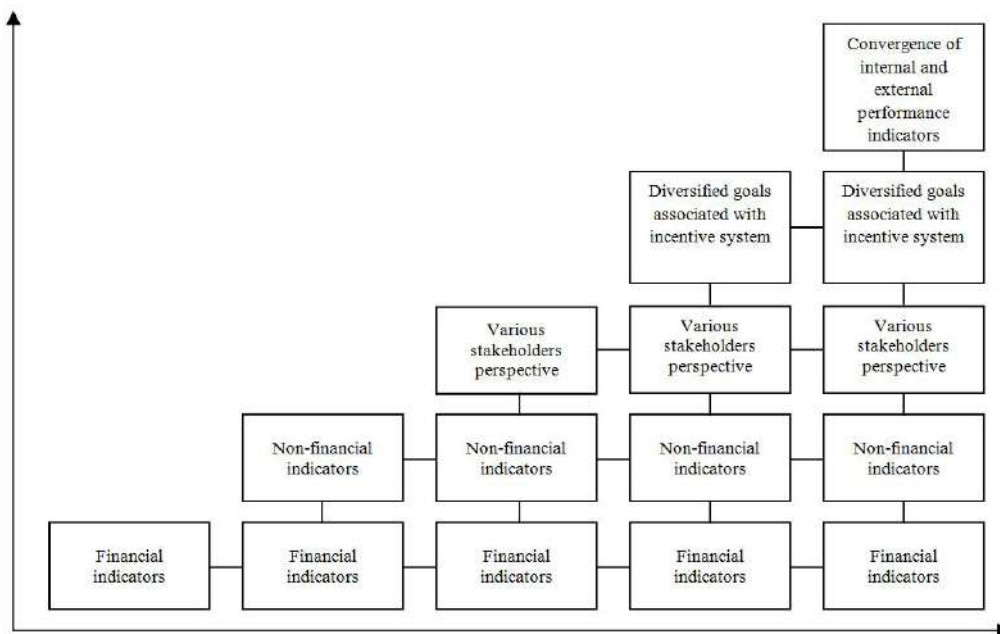 Convergence of
internal and
external
performance
indicators
Diversified goals
associated with
incentive system
Diversified goals
associated with
incentive system
Various
stakeholders
perspective
Various
stakeholders
perspective
Various
stakeholders
perspective
Non-financial
indicators
Non-financial
indicators
Non-financial
indicators
Non-financial
indicators
Financial
indicators
Financial
indicators
Financial
indicators
Financial
indicators
Financial
indicators